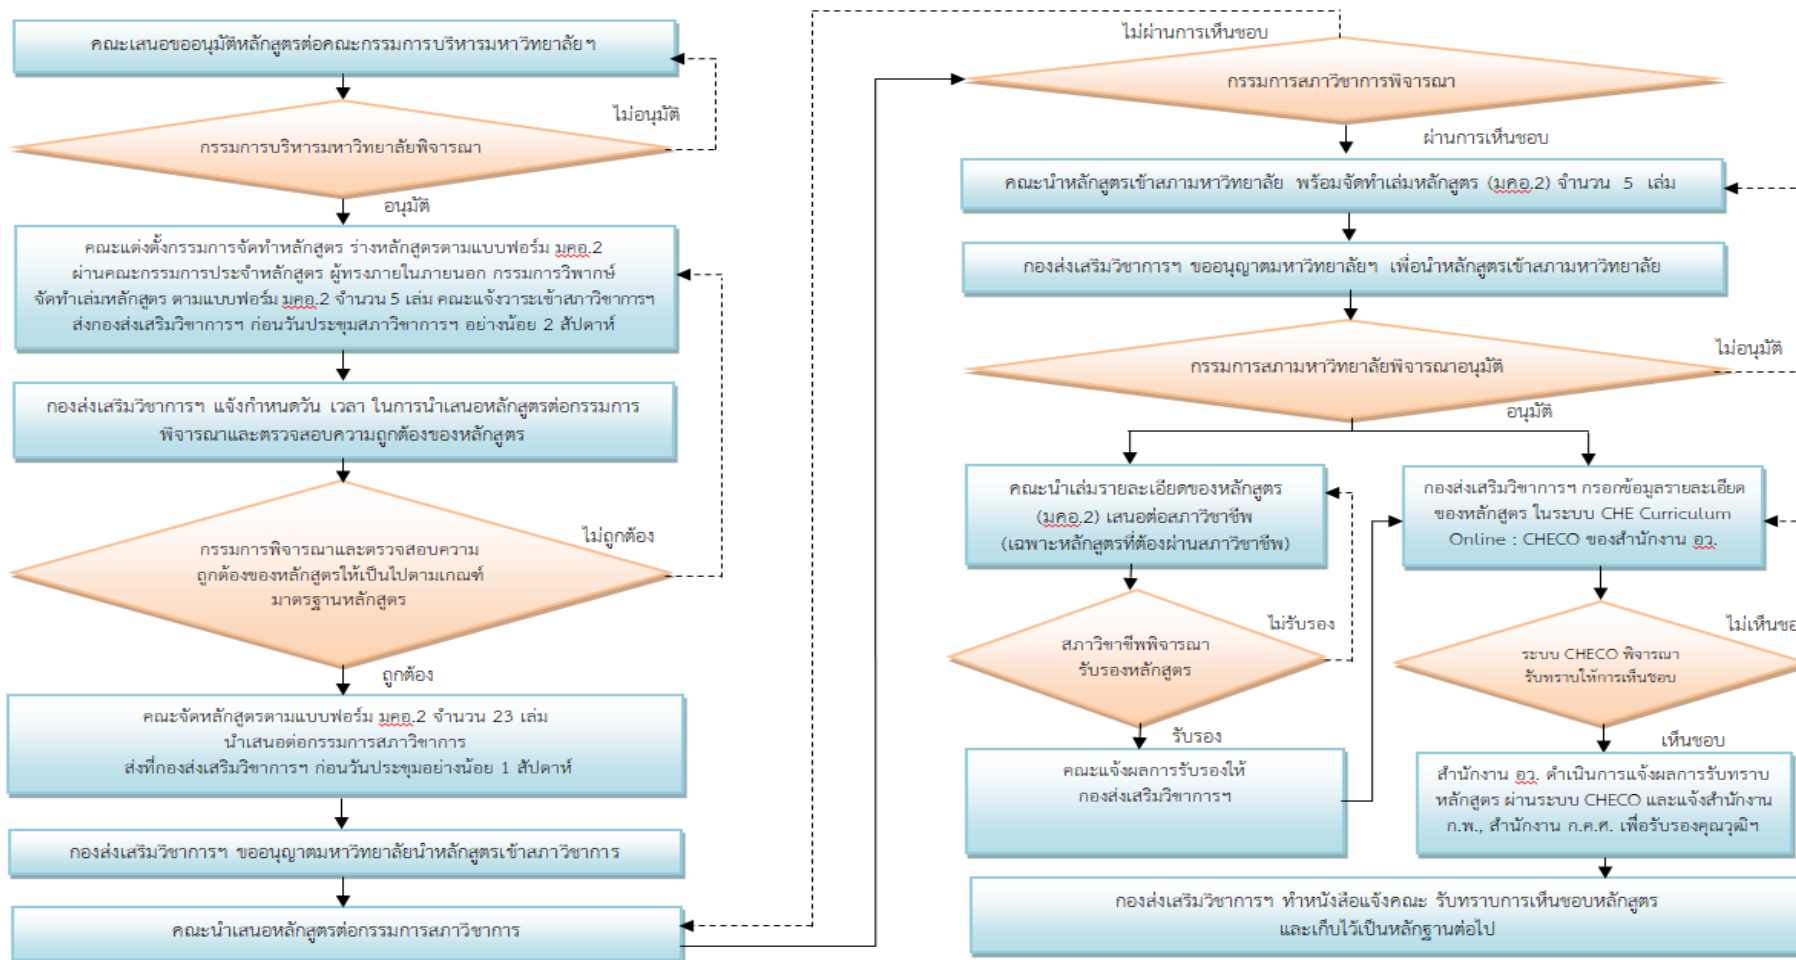 คณะเสนอขออนุมัติหลักสูตรต่อคณะกรรมการบริหารมหาวิทยาลัยฯ
ไม่อนุมัติ
กรรมการบริหารมหาวิทยาลัยพิจารณา
อนุมัติ
คณะแต่งตั้งกรรมการจัดทำหลักสูตร ร่างหลักสูตรตามแบบฟอร์ม มคอ.2
ผ่านคณะกรรมการประจำหลักสูตร ผู้ทรงภายในภายนอก กรรมการวิพากษ์
จัดทำเล่มหลักสูตร ตามแบบฟอร์ม มคอ.2 จำนวน 5 เล่ม คณะแจ้งวาระเข้าสภาวิชาการฯ
ส่งกองส่งเสริมวิชาการฯ ก่อนวันประชุมสภาวิชาการฯ อย่างน้อย 2 สัปดาห์
กองส่งเสริมวิชาการฯ แจ้งกำหนดวัน เวลา ในการนำเสนอหลักสูตรต่อกรรมการ
พิจารณาและตรวจสอบความถูกต้องของหลักสูตร
ไม่ถูกต้อง
กรรมการพิจารณาและตรวจสอบความ
ถูกต้องของหลักสูตรให้เป็นไปตามเกณฑ์
มาตรฐานหลักสูตร
ถูกต้อง
คณะจัดหลักสูตรตามแบบฟอร์ม มคอ.2 จำนวน 23 เล่ม
นำเสนอต่อกรรมการสภาวิชาการ
ส่งที่กองส่งเสริมวิชาการฯ ก่อนวันประชุมอย่างน้อย 1 สัปดาห์
กองส่งเสริมวิชาการฯ ขออนุญาตมหาวิทยาลัยนำหลักสูตรเข้าสภาวิชาการ
คณะนำเสนอหลักสูตรต่อกรรมการสภาวิชาการ
ไม่ผ่านการเห็นชอบ
กรรมการสภาวิชาการพิจารณา
ผ่านการเห็นชอบ
คณะนำหลักสูตรเข้าสภามหาวิทยาลัย พร้อมจัดทำเล่มหลักสูตร (มคอ.2) จำนวน 5 เล่ม
กองส่งเสริมวิชาการฯ ขออนุญาตมหาวิทยาลัยฯ เพื่อนำหลักสูตรเข้าสภามหาวิทยาลัย
ไม่อนุมัติ
กรรมการสภามหาวิทยาลัยพิจารณาอนุมัติ
อนุมัติ
คณะนำเล่มรายละเอียดของหลักสูตร
(มคอ.2) เสนอต่อสภาวิชาชีพ
(เฉพาะหลักสูตรที่ต้องผ่านสภาวิชาชีพ)
ไม่รับรอง
สภาวิชาชีพพิจารณา
รับรองหลักสูตร
รับรอง
คณะแจ้งผลการรับรองให้
กองส่งเสริมวิชาการฯ
กองส่งเสริมวิชาการฯ กรอกข้อมูลรายละเอียด
ของหลักสูตร ในระบบ CHE Curriculum
Online : CHECO ของสำนักงาน อว.
ไม่เห็นชอ
ระบบ CHECO พิจารณา
รับทราบให้การเห็นชอบ
เห็นชอบ
สำนักงาน อว. ดำเนินการแจ้งผลการรับทราบ
หลักสูตร ผ่านระบบ CHECO และแจ้งสำนักงาน
ก.พ., สำนักงาน ก.ค.ศ. เพื่อรับรองคุณวุฒิฯ
กองส่งเสริมวิชาการฯ ทำหนังสือแจ้งคณะ รับทราบการเห็นชอบหลักสูตร
และเก็บไว้เป็นหลักฐานต่อไป